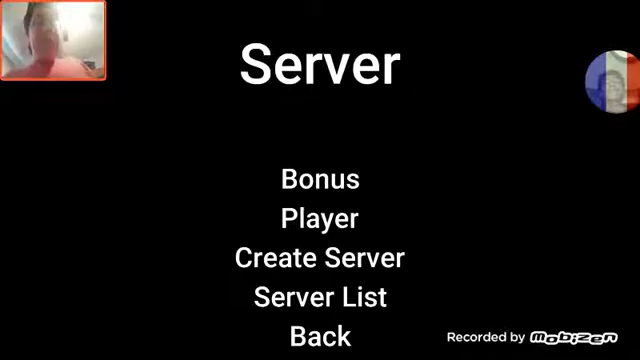 Server
Bonus
Player
Create Server
Server List
Back
Recorded by Mobizen